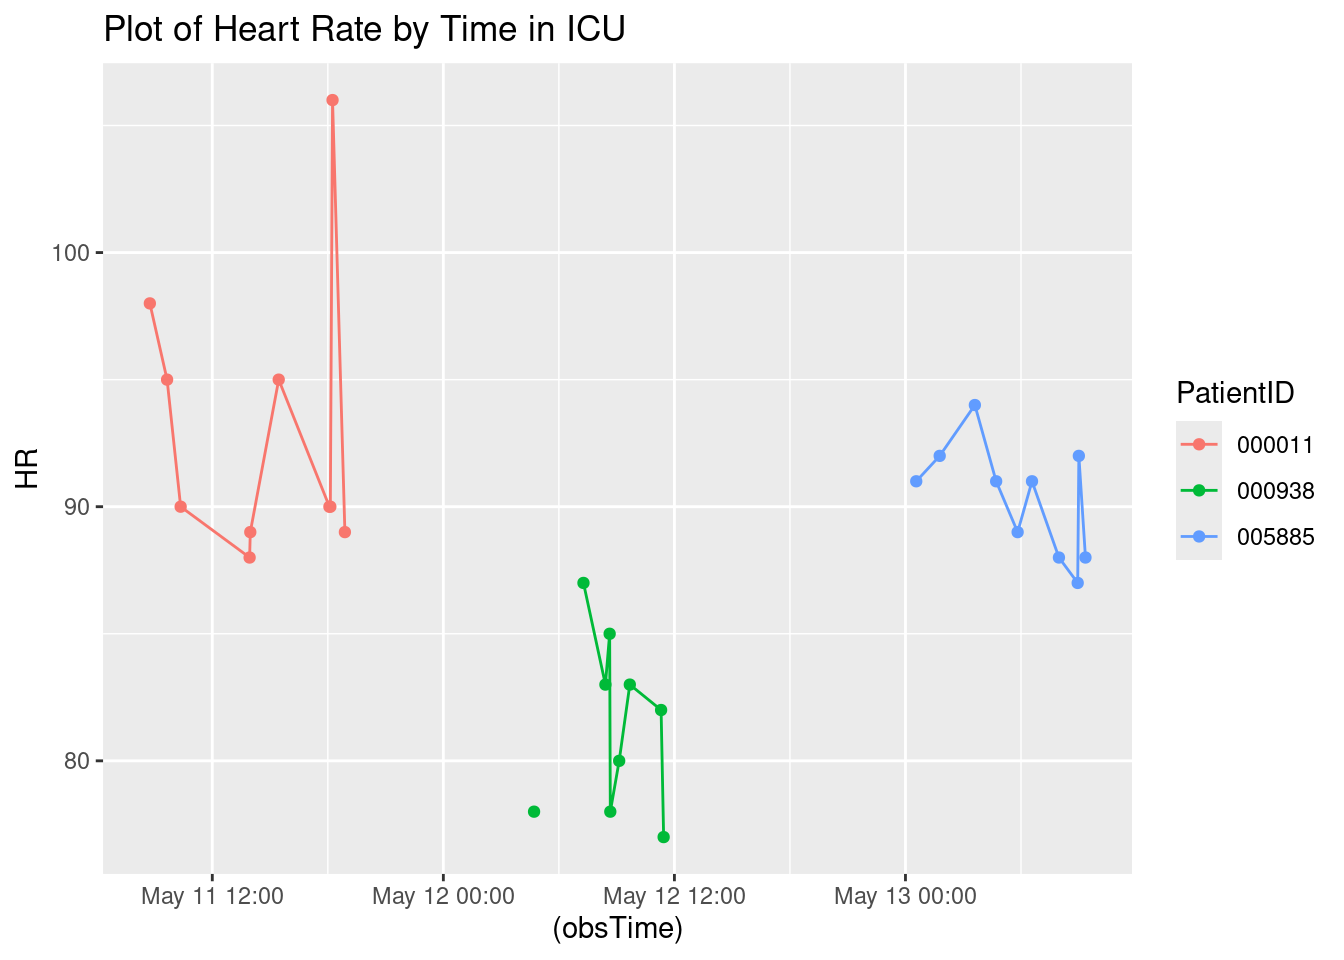 Plot of Heart Rate by Time in ICU
100
90
80
HR
May 11 12:00
May 12 00:00
May 12 12:00
May 13 00:00
(obsTime)
PatientID
000011
000938
005885